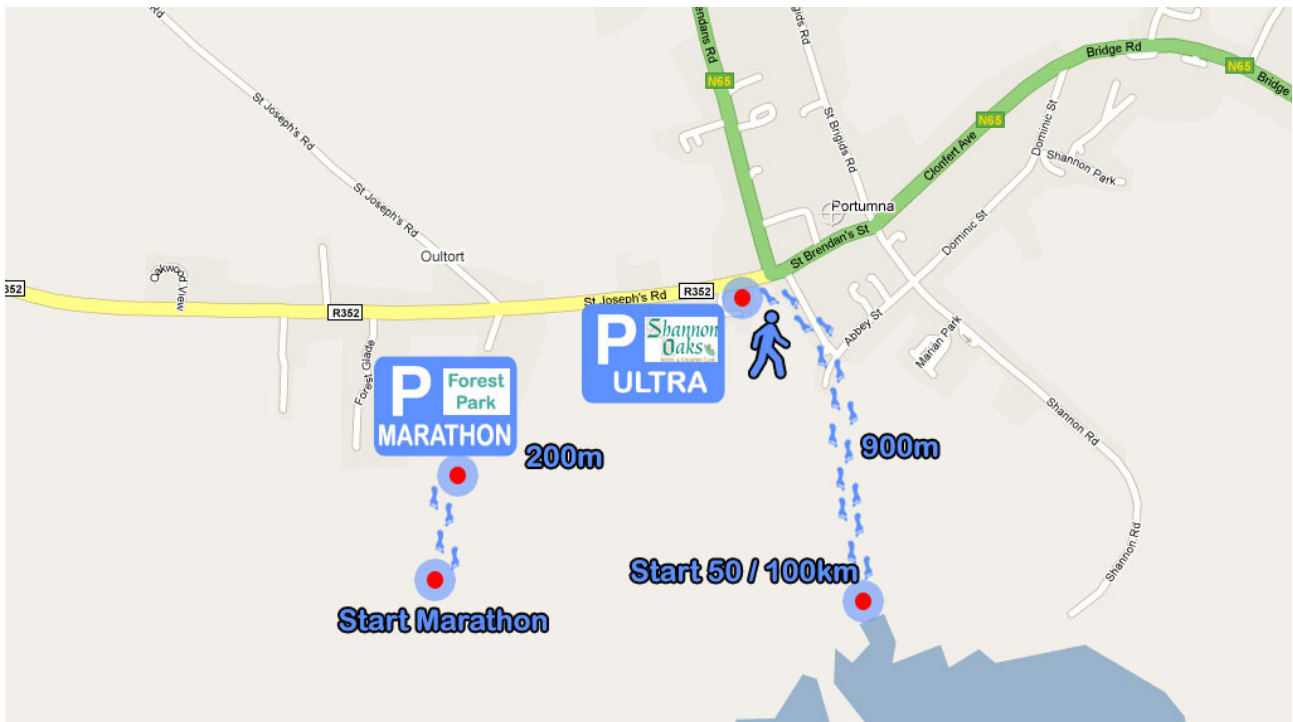 Rd
St Joseph's Rd
St Joseph's Rd
St Joseph's Rd
Oultort
Oakwood View
R352
R352
Forest Glade
St Joseph's Rd
R352
N65
St Brigids Rd
N65
Clonfert Ave
Bridge Rd
N65
Dominic St
Shannon Park
Portumna
St Brendan's St
Dominic St
Abbey St
Marian Park
Shannon Rd
Shannon Rd
P
Shannon
Oaks
ULTRA
P
Forest
Park
MARATHON
200m
900m
Start 50 / 100km
Start Marathon